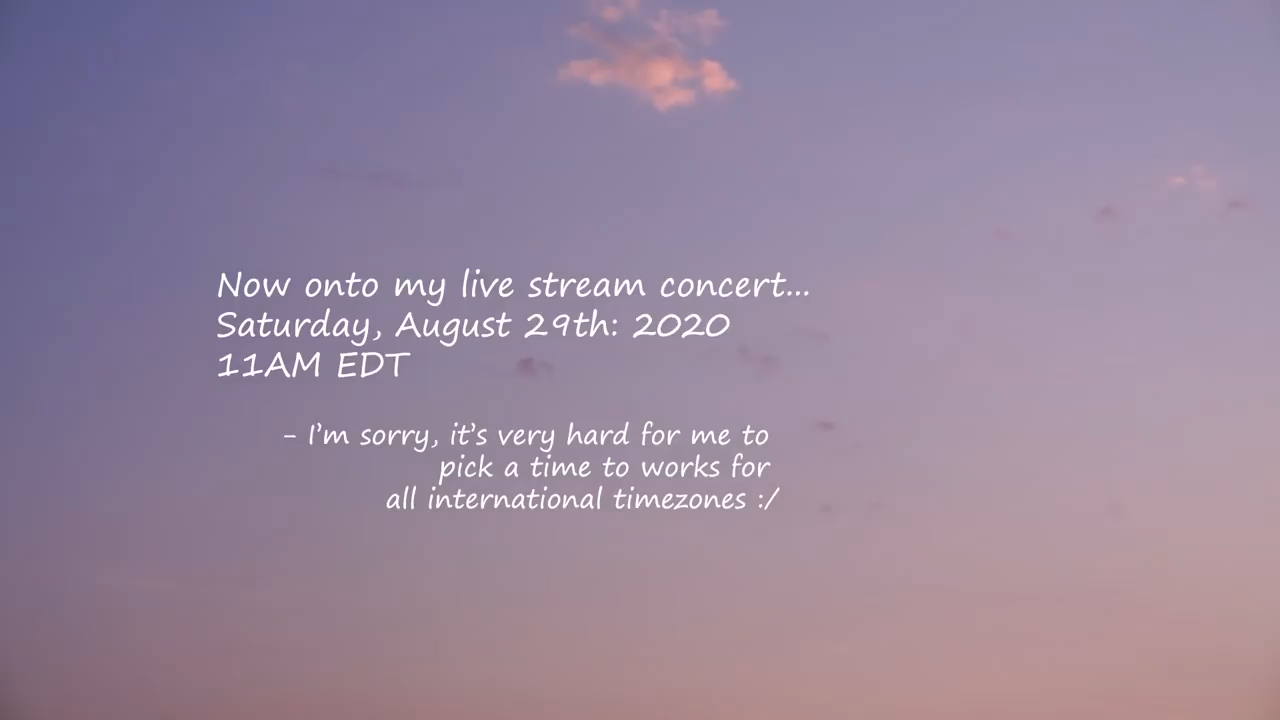 Now onto my live stream concert...
Saturday, August 29th: 2020
11AM EDT
- I'm sorry, it's very hard for me to
pick a time to works for
all international timezones :/